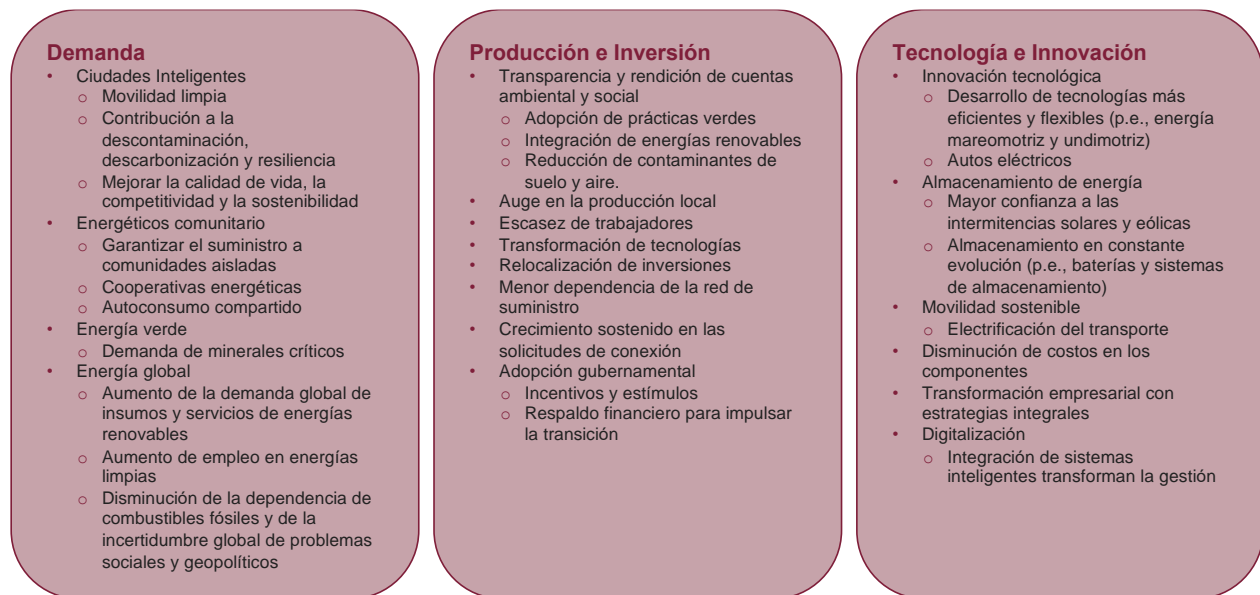 Demanda
• Ciudades Inteligentes
o Movilidad limpia
o Contribución a la
descontaminación,
descarbonización y resiliencia
o Mejorar la calidad de vida, la
competitividad y la sostenibilidad
• Energéticos comunitario
o Garantizar el suministro a
comunidades aisladas
o Cooperativas energéticas
o Autoconsumo compartido
• Energía verde
o Demanda de minerales críticos
• Energía global
o Aumento de la demanda global de
insumos y servicios de energías
renovables
o Aumento de empleo en energías
limpias
o Disminución de la dependencia de
combustibles fósiles y de la
incertidumbre global de problemas
sociales y geopolíticos
Producción e Inversión
• Transparencia y rendición de cuentas
ambiental y social
o Adopción de prácticas verdes
o Integración de energías renovables
o Reducción de contaminantes de
suelo y aire.
• Auge en la producción local
• Escasez de trabajadores
• Transformación de tecnologías
• Relocalización de inversiones
• Menor dependencia de la red de
suministro
• Crecimiento sostenido en las
solicitudes de conexión
• Adopción gubernamental
o Incentivos y estímulos
o Respaldo financiero para impulsar
la transición
Tecnología e Innovación
• Innovación tecnológica
o Desarrollo de tecnologías más
eficientes y flexibles (p.e., energía
mareomotriz y undimotriz)
o Autos eléctricos
• Almacenamiento de energía
o Mayor confianza a las
intermitencias solares y eólicas
o Almacenamiento en constante
evolución (p.e., baterías y sistemas
de almacenamiento)
• Movilidad sostenible
o Electrificación del transporte
• Disminución de costos en los
componentes
• Transformación empresarial con
estrategias integrales
• Digitalización
o Integración de sistemas
inteligentes transforman la gestión